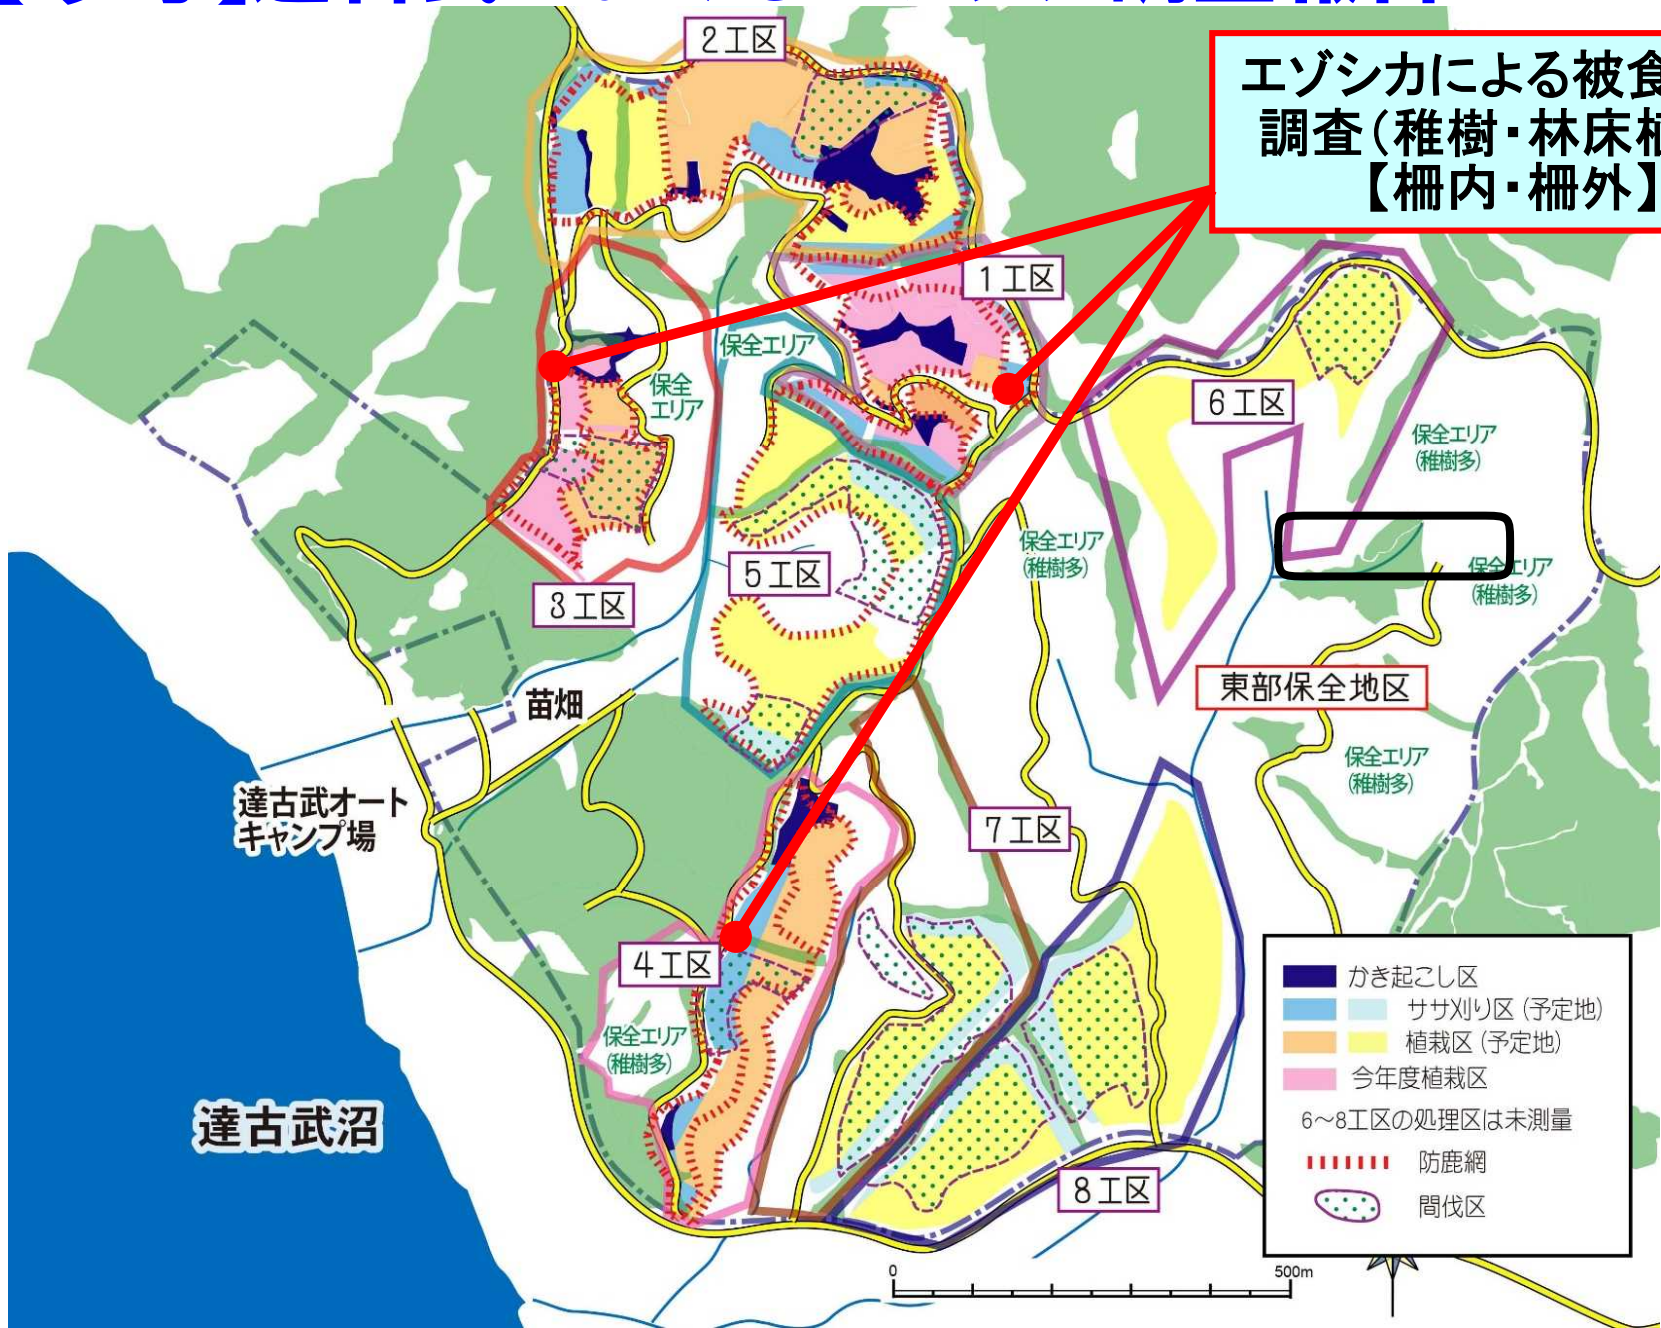 2工区
エゾシカによる被食
調査(稚樹・林床植
【柵内・柵外】
1工区
保全エリア
保全
エリア
6工区
保全エリア
(稚樹多)
保全エリア
(稚樹多)
保全エリア
(稚樹多)
5工区
3工区
東部保全地区
苗畑
保全エリア
(稚樹多)
達古武オート
キャンプ場
7工区
4工区
保全エリア
(稚樹多)
達古武沼
8工区
かき起こし区
ササ刈り区(予定地)
植栽区(予定地)
今年度植栽区
6~8工区の処理区は未測量
防鹿網
間伐区
0 500m